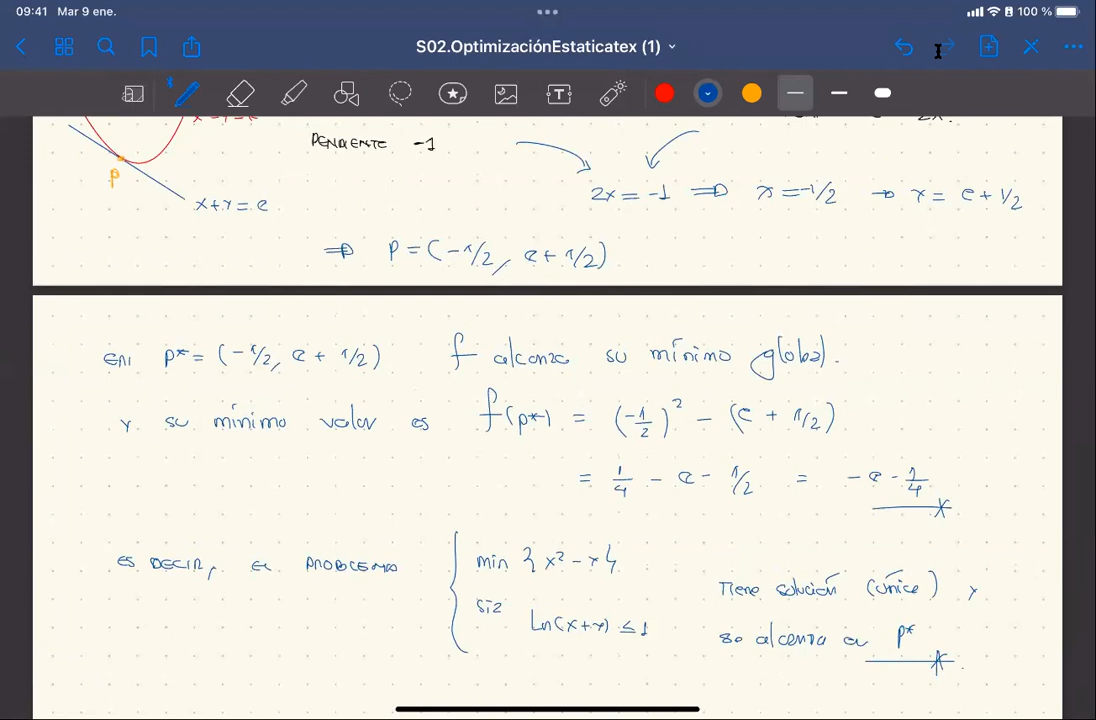 09:41 Mar 9 ene.
100 %
S02.OptimizaciónEstaticatex (1)
PENDIENTE -1
2x = -1 ⇒ x = -1/2 → y = e + 1/2
P
x+y = e
⇒ P = (-1/2, e + 1/2)
EN P* = (-1/2, e + 1/2) f alcanza su mínimo global.
Y su mínimo valor es f(P*) = (-1/2)² - (e + 1/2)
= 1/4 - e - 1/2 = -e - 1/4
ES DECIR, EL PROBLEMA { min {x² - y}
s/a Ln(x+y) ≤ 1
Tiene solución (única) y
se alcanza en P*